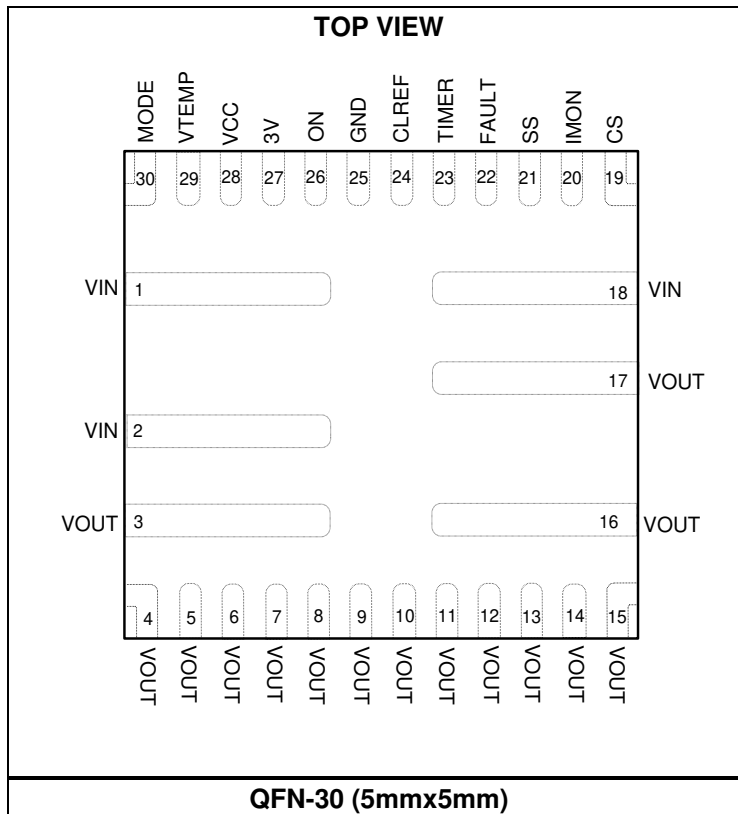 TOP VIEW
MODE VTEMP VCC 3V ON GND CLREF TIMER FAULT SS IMON CS
30 29 28 27 26 25 24 23 22 21 20 19
VIN 1 18 VIN
17 VOUT
VIN 2
VOUT 3 16 VOUT
4 5 6 7 8 9 10 11 12 13 14 15
VOUT VOUT VOUT VOUT VOUT VOUT VOUT VOUT VOUT VOUT VOUT VOUT
QFN-30 (5mmx5mm)